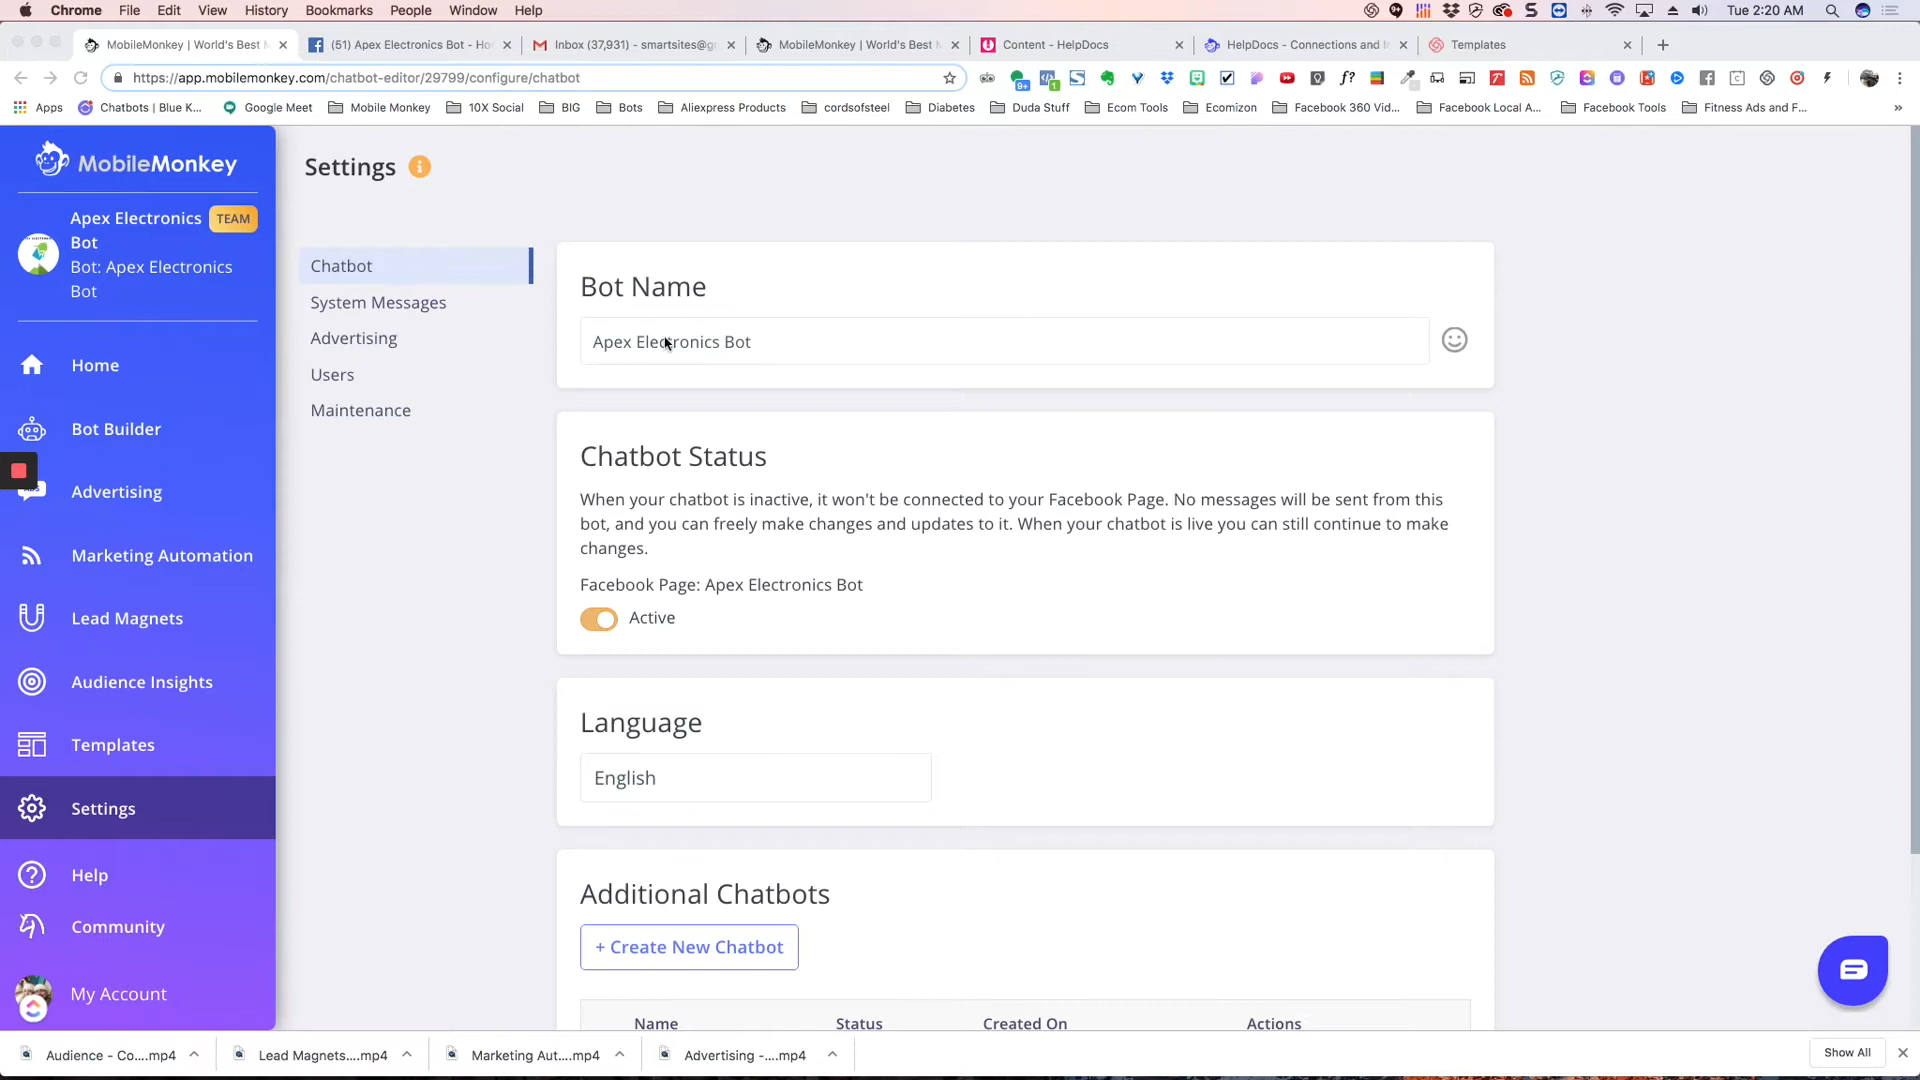 Chrome File Edit View History Bookmarks People Window Help Tue 2:20 AM
MobileMonkey | World's Best M (51) Apex Electronics Bot - Ho Inbox (37,931) - smartsites@gr MobileMonkey | World's Best M Content - HelpDocs HelpDocs - Connections and In Templates
https://app.mobilemonkey.com/chatbot-editor/29799/configure/chatbot
Apps Chatbots | Blue K... Google Meet Mobile Monkey 10X Social BIG Bots Aliexpress Products cordsofsteel Diabetes Duda Stuff Ecom Tools Ecomizon Facebook 360 Vid... Facebook Local A... Facebook Tools Fitness Ads and F...
MobileMonkey
Apex Electronics
Bot
TEAM
Bot: Apex Electronics
Bot
Home
Bot Builder
Advertising
Marketing Automation
Lead Magnets
Audience Insights
Templates
Settings
Help
Community
My Account
Settings
Chatbot
System Messages
Advertising
Users
Maintenance
Bot Name
Apex Electronics Bot
Chatbot Status
When your chatbot is inactive, it won't be connected to your Facebook Page. No messages will be sent from this
bot, and you can freely make changes and updates to it. When your chatbot is live you can still continue to make
changes.
Facebook Page: Apex Electronics Bot
Active
Language
English
Additional Chatbots
+ Create New Chatbot
Name Status Created On Actions
Audience - Co....mp4 Lead Magnets....mp4 Marketing Aut....mp4 Advertising -....mp4 Show All